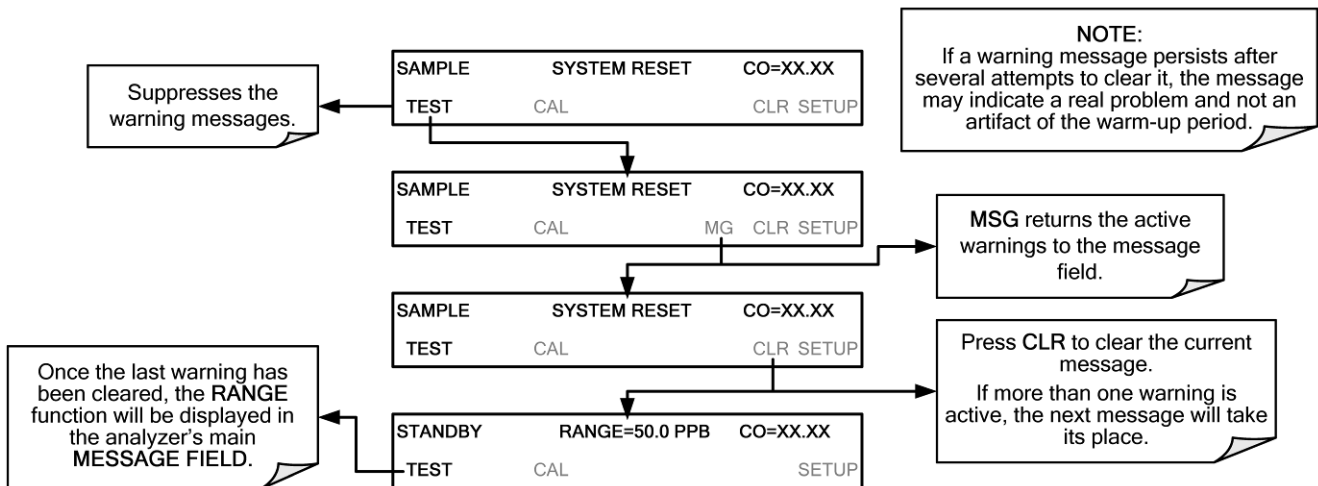 NOTE:
If a warning message persists after
several attempts to clear it, the message
may indicate a real problem and not an
artifact of the warm-up period.
Suppresses the
warning messages.
SAMPLE SYSTEM RESET CO=XX.XX
TEST CAL CLR SETUP
SAMPLE SYSTEM RESET CO=XX.XX
TEST CAL MG CLR SETUP
MSG returns the active
warnings to the message
field.
SAMPLE SYSTEM RESET CO=XX.XX
TEST CAL CLR SETUP
Press CLR to clear the current
message.
If more than one warning is
active, the next message will take
its place.
Once the last warning has
been cleared, the RANGE
function will be displayed in
the analyzer's main
MESSAGE FIELD.
STANDBY RANGE=50.0 PPB CO=XX.XX
TEST CAL SETUP